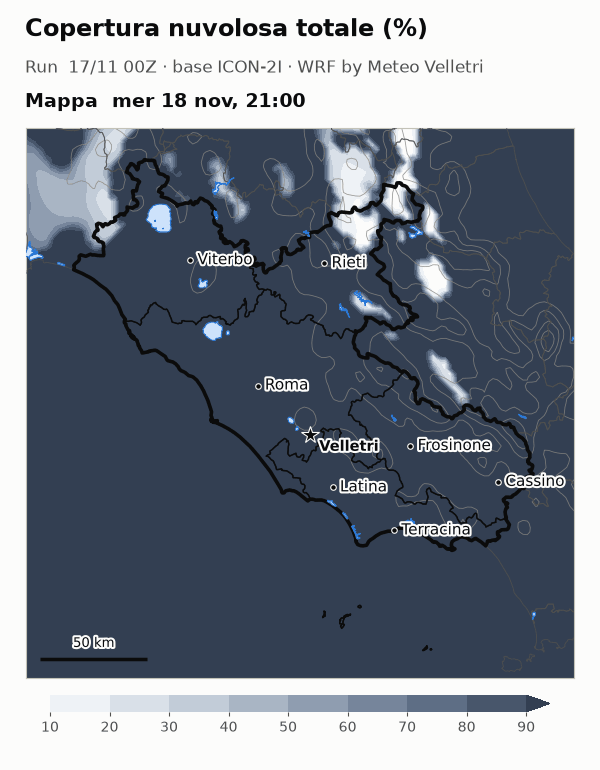 Copertura nuvolosa totale (%)
Run 17/11 00Z · base ICON-2I · WRF by Meteo Velletri
Mappa mer 18 nov, 21:00
Viterbo
Rieti
Roma
Velletri
Frosinone
Cassino
Latina
Terracina
50 km
10 20 30 40 50 60 70 80 90